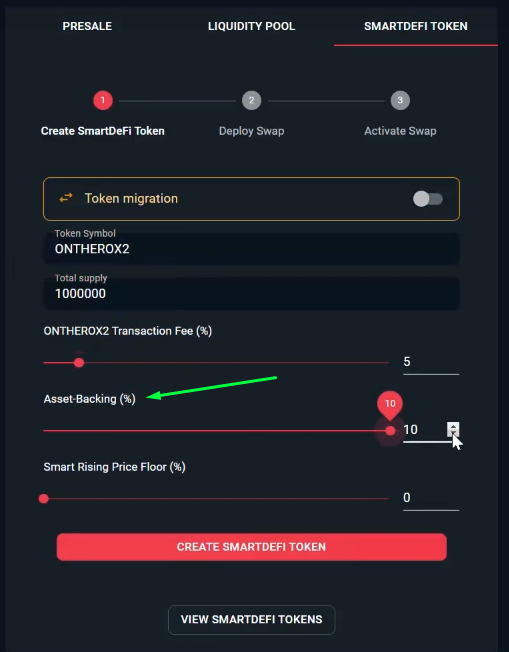 PRESALE LIQUIDITY POOL SMARTDEFI TOKEN
1 2 3
Create SmartDeFi Token Deploy Swap Activate Swap
Token migration
Token Symbol
ONTHEROX2
Total supply
1000000
ONTHEROX2 Transaction Fee (%)
5
Asset-Backing (%)
10
10
Smart Rising Price Floor (%)
0
CREATE SMARTDEFI TOKEN
VIEW SMARTDEFI TOKENS